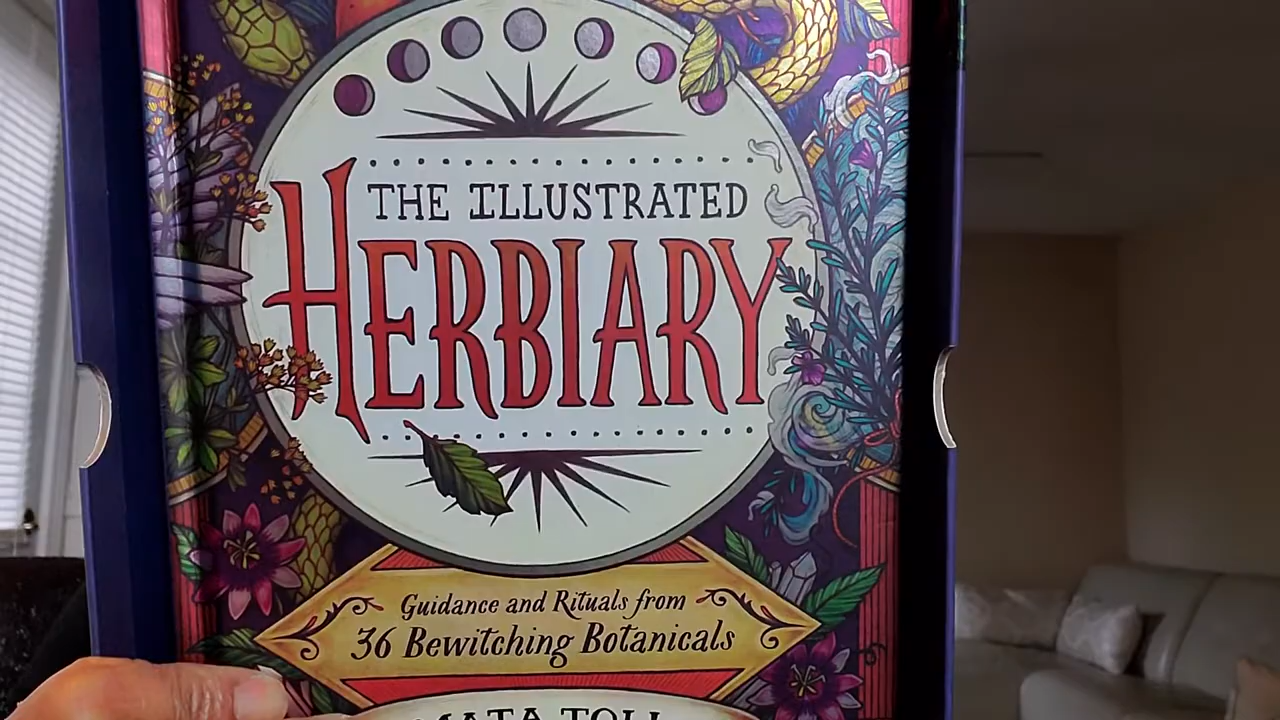 THE ILLUSTRATED
HERBIARY
Guidance and Rituals from
36 Bewitching Botanicals